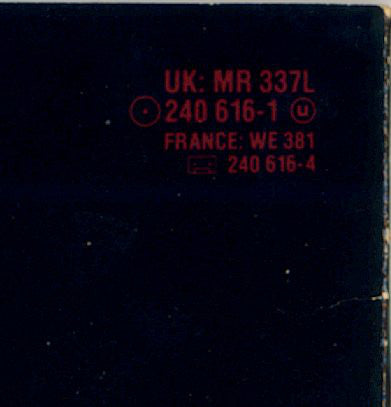 UK: MR 337L
240 616-1 Ⓤ
FRANCE: WE 381
240 616-4